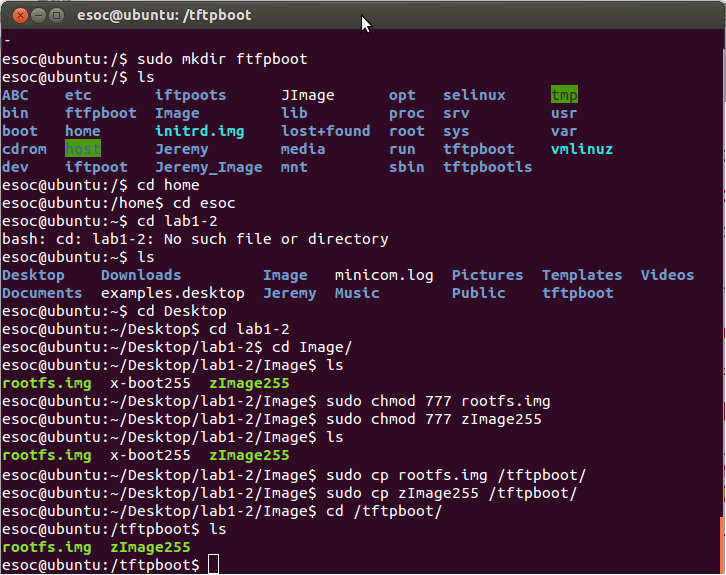 esoc@ubuntu: /tftpboot
-
esoc@ubuntu:/$ sudo mkdir ftfpboot
esoc@ubuntu:/$ ls
ABC etc iftpoots JImage opt selinux tmp
bin ftfpboot Image lib proc srv usr
boot home initrd.img lost+found root sys var
cdrom host Jeremy media run tftpboot vmlinuz
dev iftpoot Jeremy_Image mnt sbin tftpbootls
esoc@ubuntu:/$ cd home
esoc@ubuntu:/home$ cd esoc
esoc@ubuntu:~$ cd lab1-2
bash: cd: lab1-2: No such file or directory
esoc@ubuntu:~$ ls
Desktop Downloads Image minicom.log Pictures Templates Videos
Documents examples.desktop Jeremy Music Public tftpboot
esoc@ubuntu:~$ cd Desktop
esoc@ubuntu:~/Desktop$ cd lab1-2
esoc@ubuntu:~/Desktop/lab1-2$ cd Image/
esoc@ubuntu:~/Desktop/lab1-2/Image$ ls
rootfs.img x-boot255 zImage255
esoc@ubuntu:~/Desktop/lab1-2/Image$ sudo chmod 777 rootfs.img
esoc@ubuntu:~/Desktop/lab1-2/Image$ sudo chmod 777 zImage255
esoc@ubuntu:~/Desktop/lab1-2/Image$ ls
rootfs.img x-boot255 zImage255
esoc@ubuntu:~/Desktop/lab1-2/Image$ sudo cp rootfs.img /tftpboot/
esoc@ubuntu:~/Desktop/lab1-2/Image$ sudo cp zImage255 /tftpboot/
esoc@ubuntu:~/Desktop/lab1-2/Image$ cd /tftpboot/
esoc@ubuntu:/tftpboot$ ls
rootfs.img zImage255
esoc@ubuntu:/tftpboot$